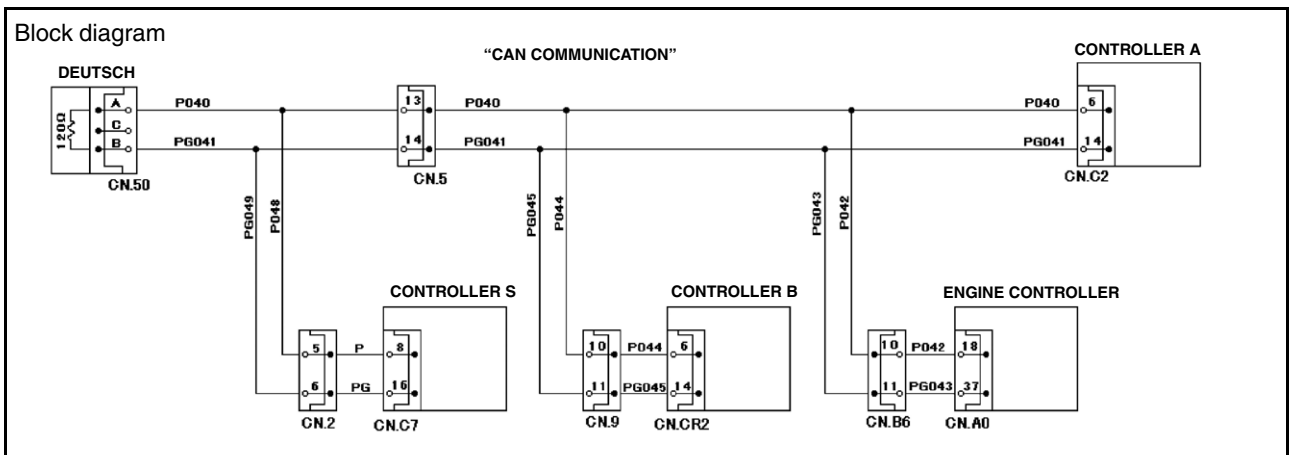 Block diagram
“CAN COMMUNICATION”
CONTROLLER A
DEUTSCH
A P040 13 P040 P040 6
120Ω C
B PG041 14 PG041 PG041 14
CN.50 CN.5 CN.C2
PG049 P048 PG045 P044 PG043 P042
CONTROLLER S CONTROLLER B ENGINE CONTROLLER
5 P 8 10 P044 6 10 P042 18
6 PG 16 11 PG045 14 11 PG043 37
CN.2 CN.C7 CN.9 CN.CR2 CN.B6 CN.A0